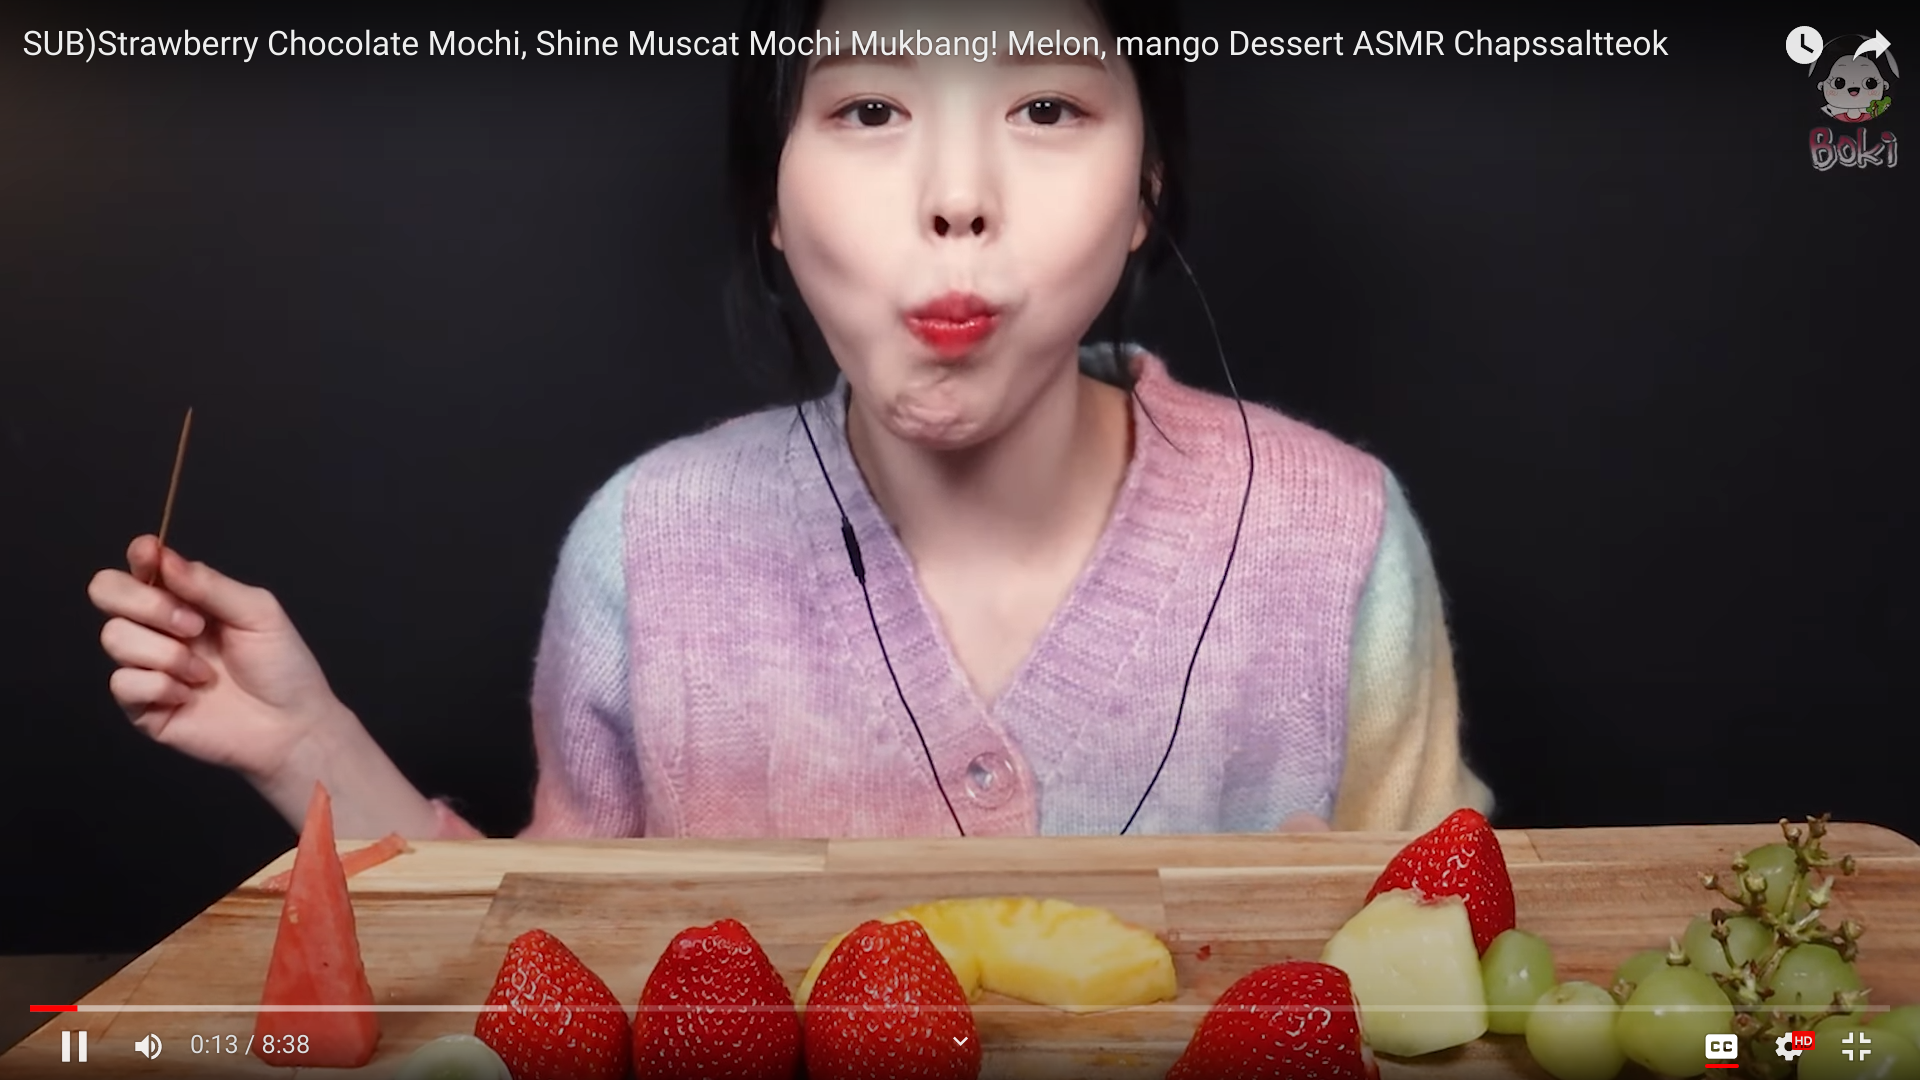 SUB)Strawberry Chocolate Mochi, Shine Muscat Mochi Mukbang! Melon, mango Dessert ASMR Chapssaltteok
Boki
0:13 / 8:38
CC
HD